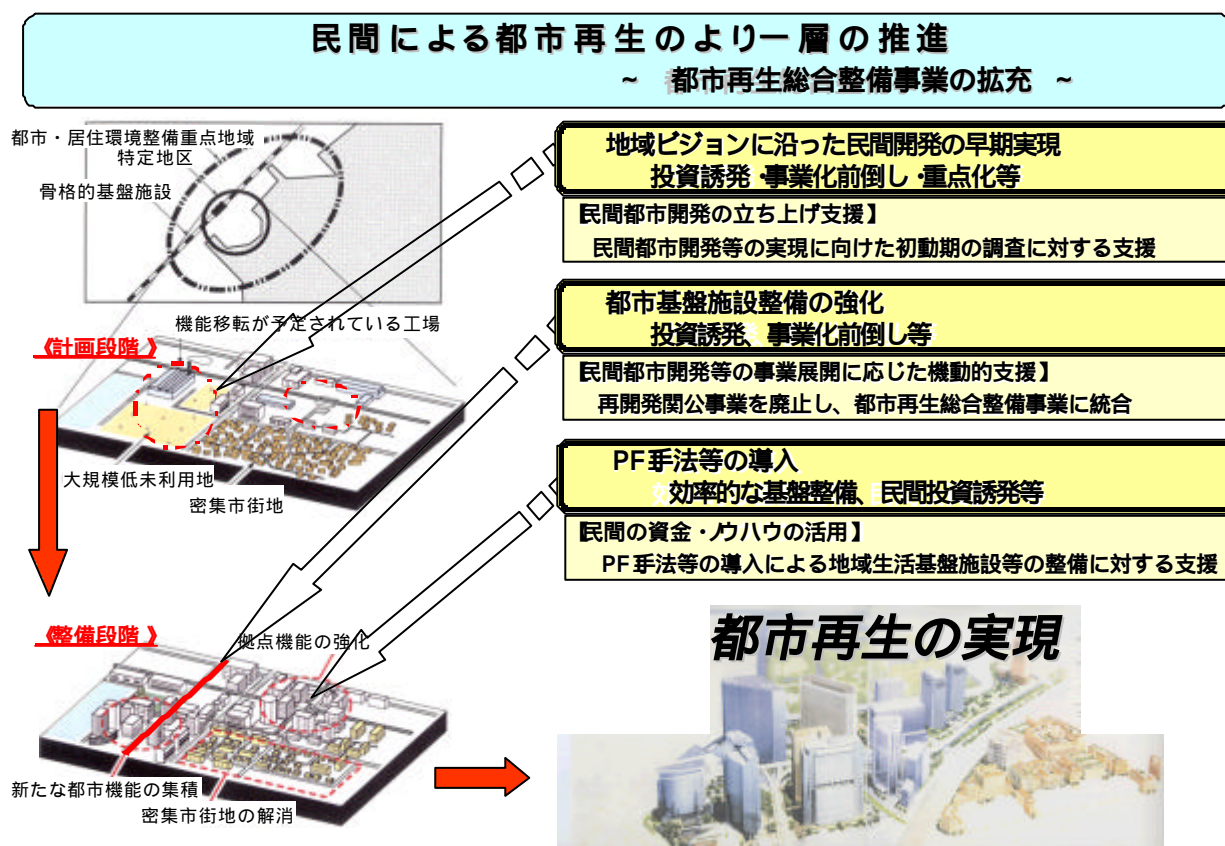 民間による都市再生のより一層の推進
~ 都市再生総合整備事業の拡充 ~
都市・居住環境整備重点地域
特定地区
骨格的基盤施設
機能移転が予定されている工場
《計画段階》
大規模低未利用地
密集市街地
《整備段階》
拠点機能の強化
新たな都市機能の集積
密集市街地の解消
地域ビジョンに沿った民間開発の早期実現
投資誘発・事業化前倒し・重点化等
【民間都市開発の立ち上げ支援】
民間都市開発等の実現に向けた初動期の調査に対する支援
都市基盤施設整備の強化
投資誘発、事業化前倒し等
【民間都市開発等の事業展開に応じた機動的支援】
再開発関公事業を廃止し、都市再生総合整備事業に統合
PFI手法等の導入
効率的な基盤整備、民間投資誘発等
【民間の資金・ノウハウの活用】
PFI手法等の導入による地域生活基盤施設等の整備に対する支援
都市再生の実現